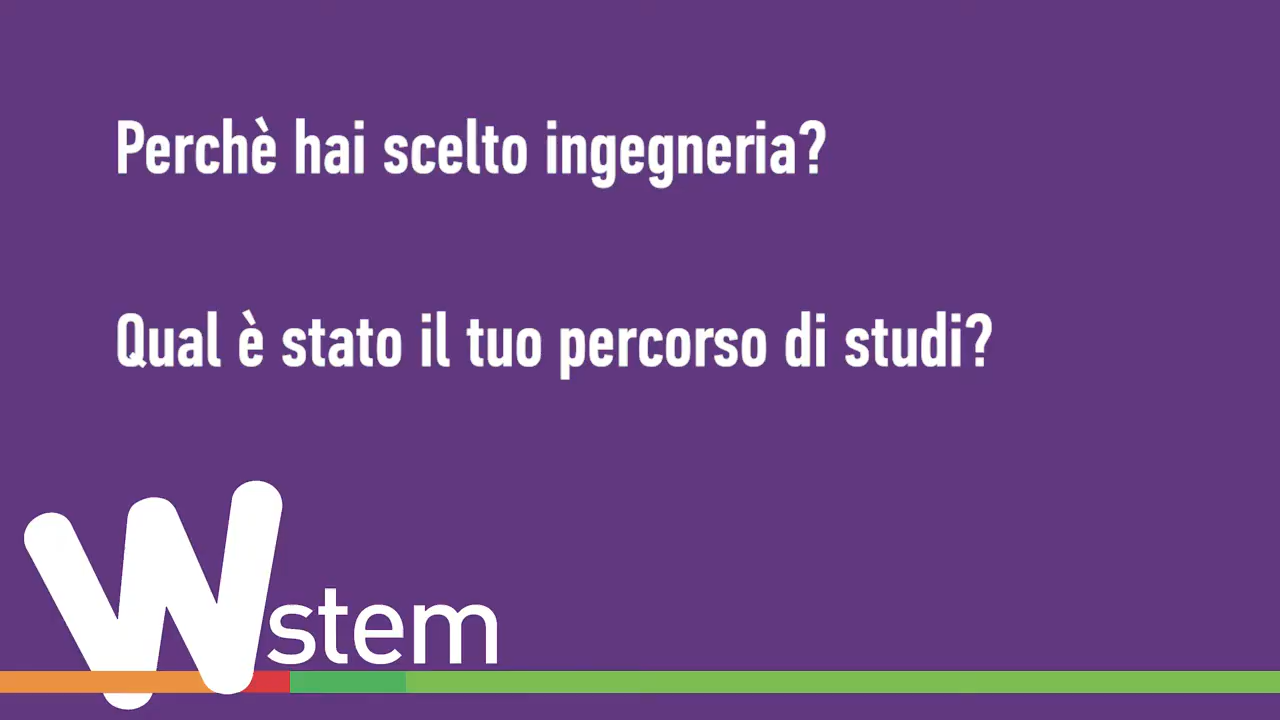 Perchè hai scelto ingegneria?
Qual è stato il tuo percorso di studi?
Wstem